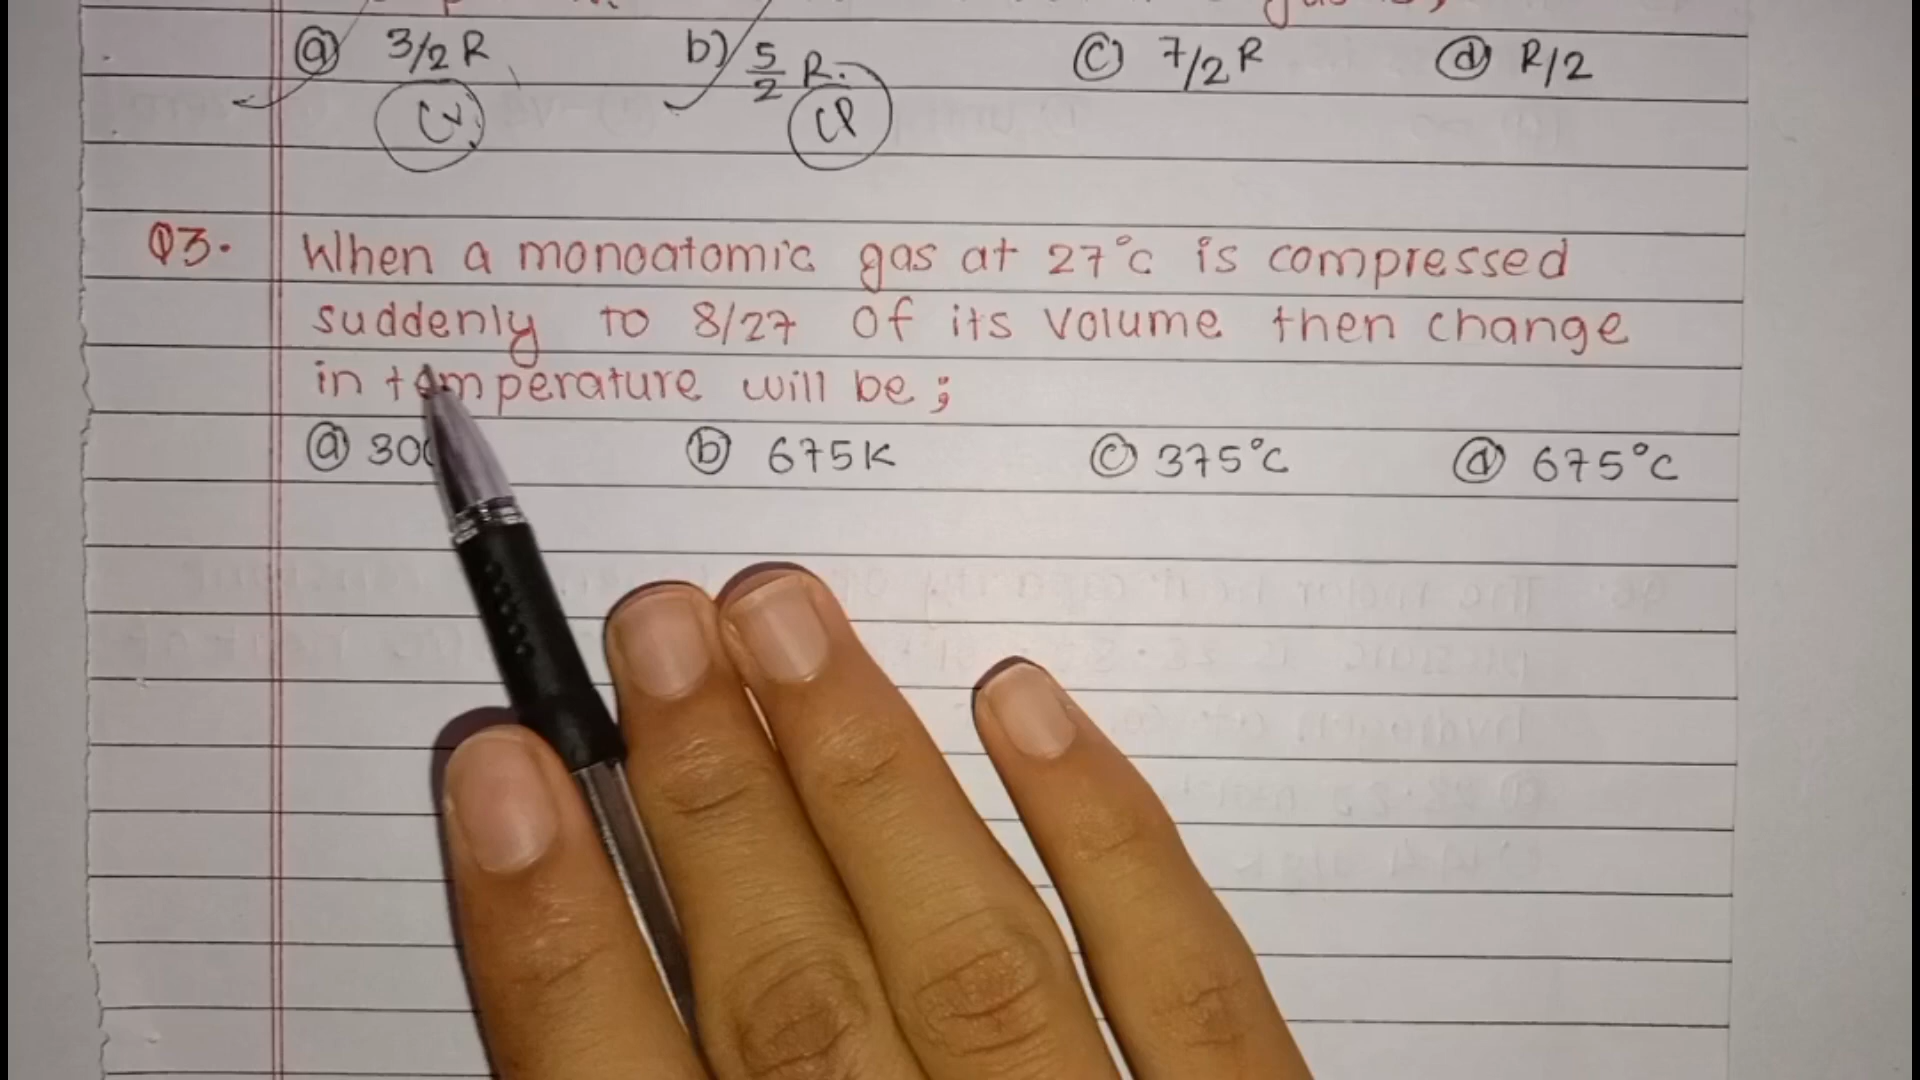 ⓐ 3/2 R b) 5/2 R. ⓒ 7/2 R ⓓ R/2
Cv. CP
Q3. When a monoatomic gas at 27°C is compressed
suddenly to 8/27 of its volume then change
in temperature will be ;
ⓐ ⓑ 675K ⓒ 375°C ⓓ 675°C